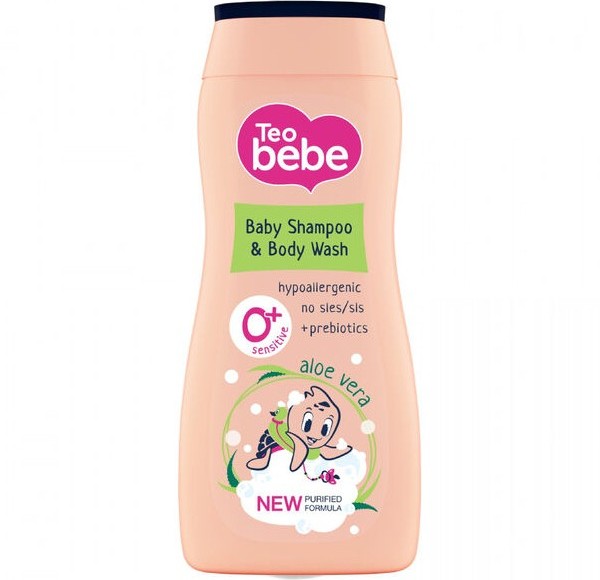 Teo
bebe
Baby Shampoo
& Body Wash
hypoallergenic
no sles/sls
+prebiotics
0+
sensitive
aloe vera
NEW PURIFIED
FORMULA